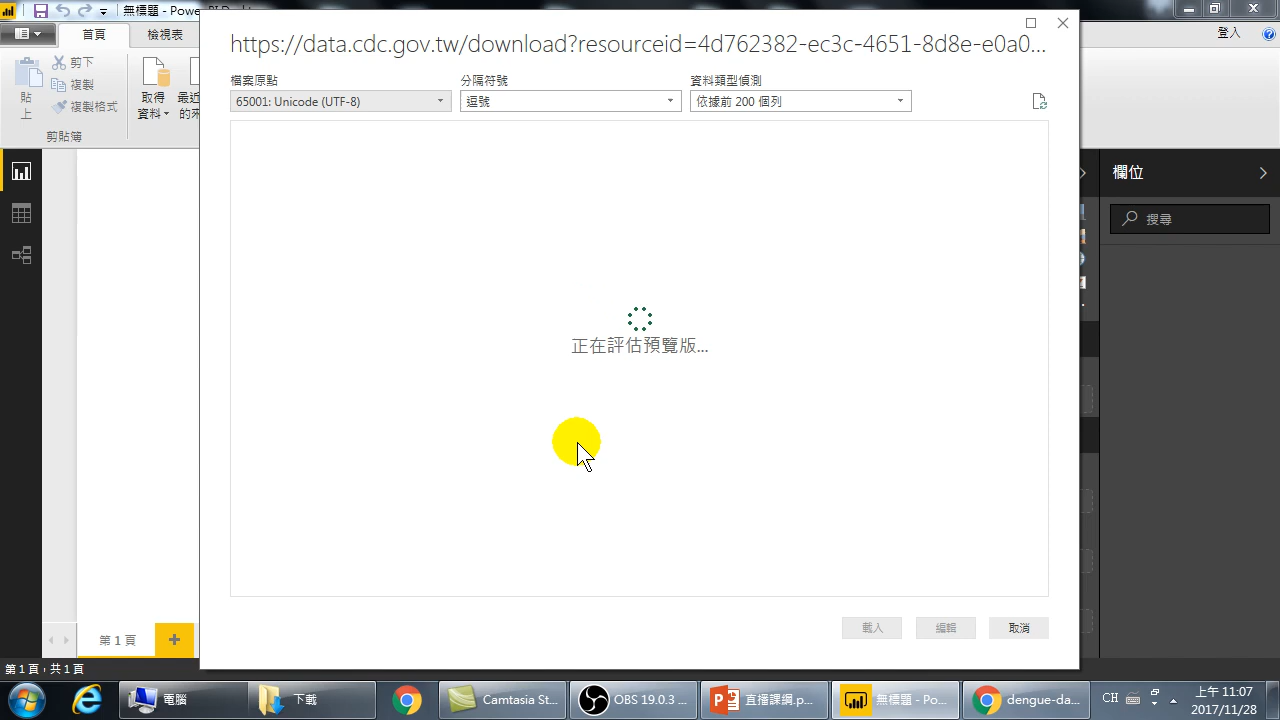 無標題 - Powe
登入
首頁
檢視表
剪下
複製
複製格式
貼
上
取得
資料
最近
的來
剪貼簿
https://data.cdc.gov.tw/download?resourceid=4d762382-ec3c-4651-8d8e-e0a0...
檔案原點
分隔符號
資料類型偵測
65001: Unicode (UTF-8)
逗號
依據前 200 個列
正在評估預覽版...
載入
編輯
取消
欄位
搜尋
第 1 頁
第 1 頁，共 1 頁
電腦
下載
Camtasia St...
OBS 19.0.3 ...
直播課綱.p...
無標題 - Po...
dengue-da...
CH
上午 11:07
2017/11/28